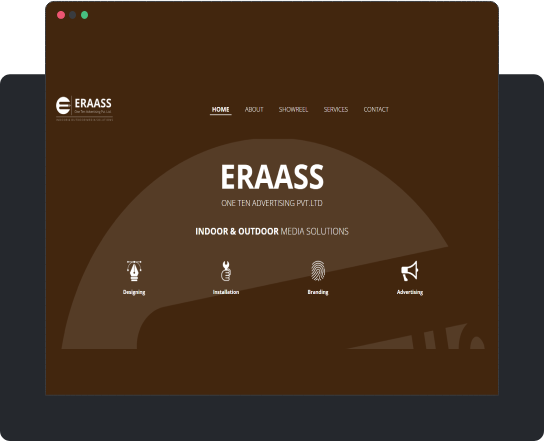 ERAASS
One Ten Advertising Pvt. Ltd
HOME ABOUT SHOWREEL SERVICES CONTACT
ERAASS
ONE TEN ADVERTISING PVT.LTD
INDOOR & OUTDOOR MEDIA SOLUTIONS
Designing Installation Branding Advertising